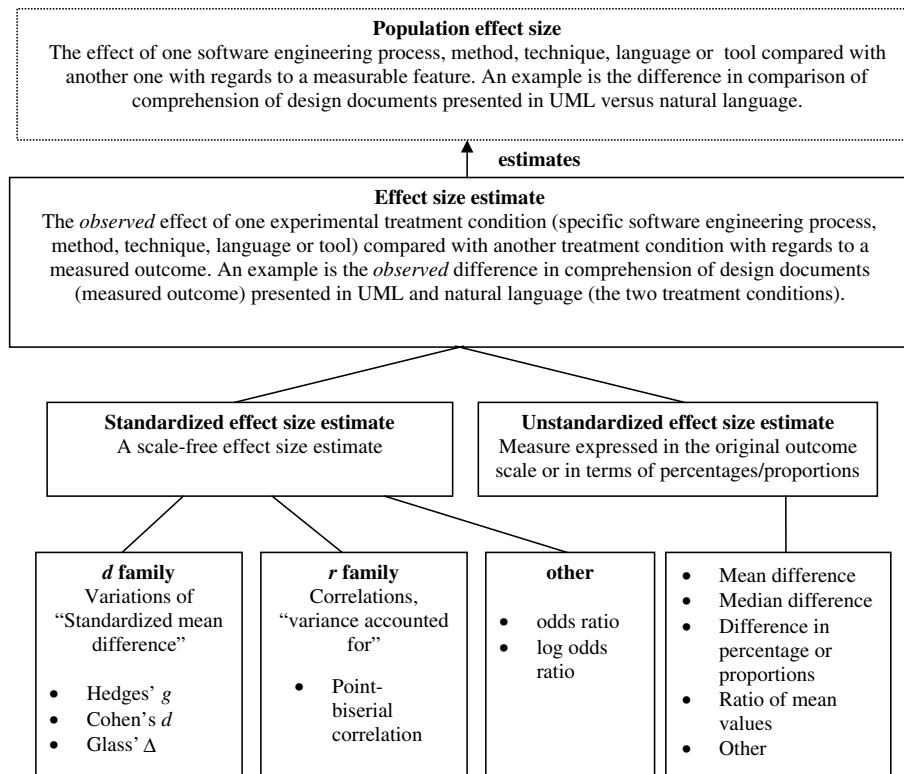 Population effect size
The effect of one software engineering process, method, technique, language or tool compared with
another one with regards to a measurable feature. An example is the difference in comparison of
comprehension of design documents presented in UML versus natural language.
estimates
Effect size estimate
The observed effect of one experimental treatment condition (specific software engineering process,
method, technique, language or tool) compared with another treatment condition with regards to a
measured outcome. An example is the observed difference in comprehension of design documents
(measured outcome) presented in UML and natural language (the two treatment conditions).
Standardized effect size estimate
A scale-free effect size estimate
Unstandardized effect size estimate
Measure expressed in the original outcome
scale or in terms of percentages/proportions
d family
Variations of
“Standardized mean
difference”
• Hedges’ g
• Cohen’s d
• Glass’ Δ
r family
Correlations,
“variance accounted
for”
• Point-
biserial
correlation
other
• odds ratio
• log odds
ratio
• Mean difference
• Median difference
• Difference in
percentage or
proportions
• Ratio of mean
values
• Other